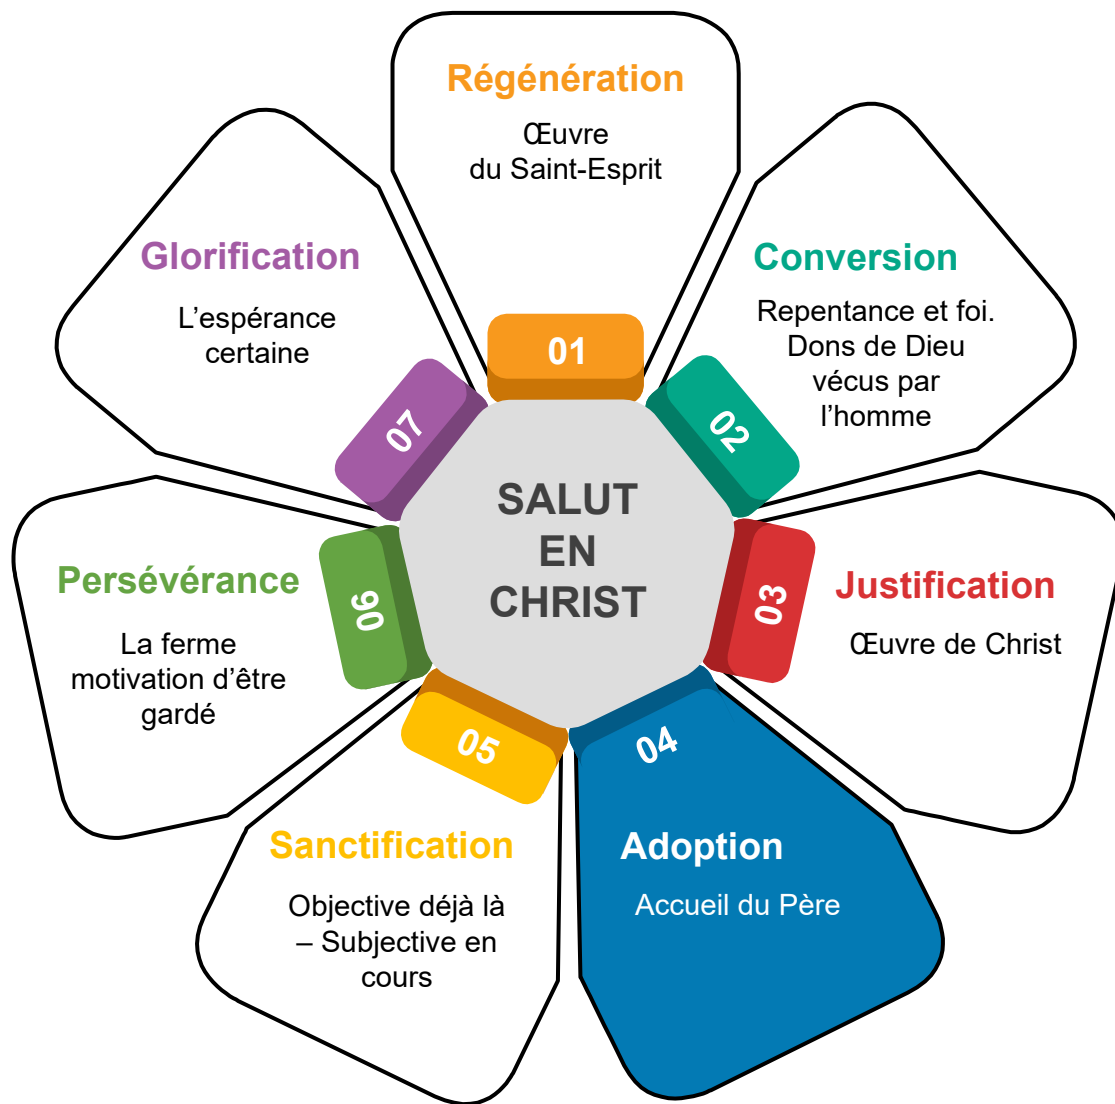 SALUT
EN
CHRIST
01
Régénération
Œuvre
du Saint-Esprit
02
Conversion
Repentance et foi.
Dons de Dieu
vécus par
l’homme
03
Justification
Œuvre de Christ
04
Adoption
Accueil du Père
05
Sanctification
Objective déjà là
– Subjective en
cours
06
Persévérance
La ferme
motivation d’être
gardé
07
Glorification
L’espérance
certaine